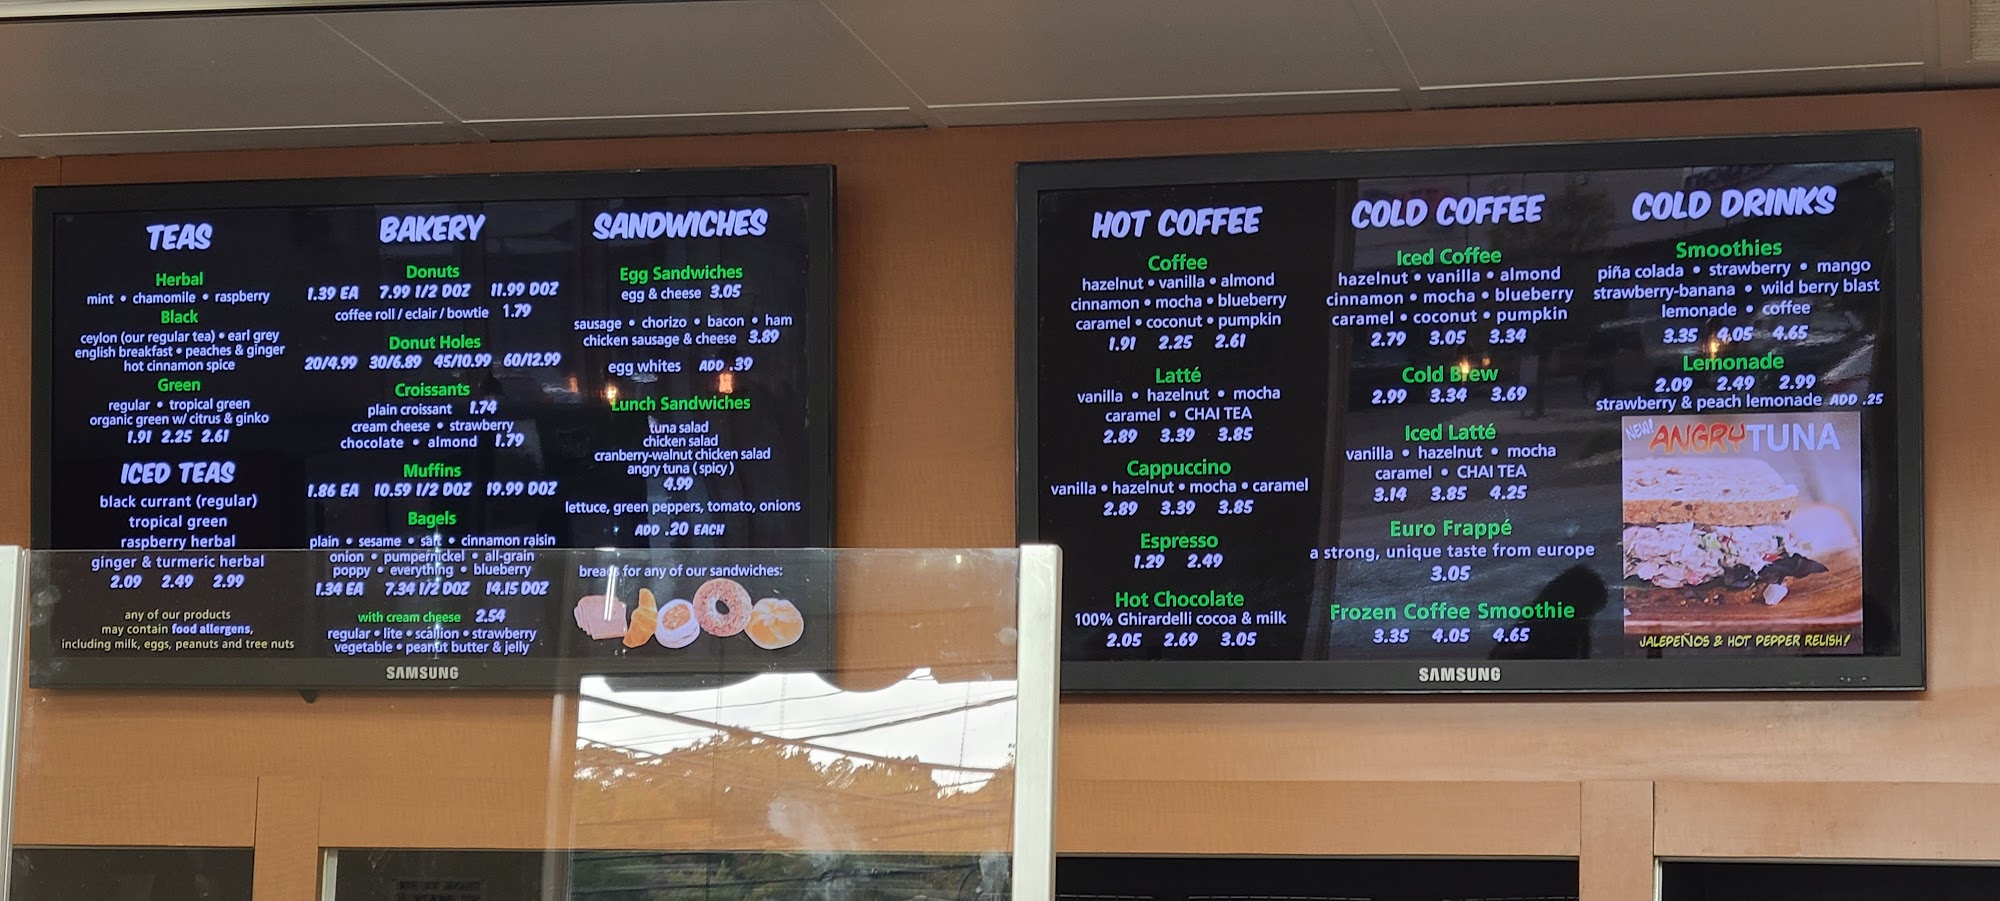 TEAS
Herbal
mint • chamomile • raspberry
Black
ceylon (our regular tea) • earl grey
english breakfast • peaches & ginger
hot cinnamon spice
Green
regular • tropical green
organic green w/ citrus & ginko
1.91 2.25 2.61
ICED TEAS
black currant (regular)
tropical green
raspberry herbal
ginger & turmeric herbal
2.09 2.49 2.99
any of our products
may contain food allergens,
including milk, eggs, peanuts and tree nuts
BAKERY
Donuts
1.39 EA 7.99 1/2 DOZ 11.99 DOZ
coffee roll / eclair / bowtie 1.79
Donut Holes
20/4.99 30/6.89 45/10.99 60/12.99
Croissants
plain croissant 1.74
cream cheese • strawberry
chocolate • almond 1.79
Muffins
1.86 EA 10.59 1/2 DOZ 19.99 DOZ
Bagels
plain • sesame • salt • cinnamon raisin
onion • pumpernickel • all-grain
poppy • everything • blueberry
1.34 EA 7.34 1/2 DOZ 14.15 DOZ
with cream cheese 2.54
regular • lite • scallion • strawberry
vegetable • peanut butter & jelly
SANDWICHES
Egg Sandwiches
egg & cheese 3.05
sausage • chorizo • bacon • ham
chicken sausage & cheese 3.89
egg whites ADD .39
Lunch Sandwiches
tuna salad
chicken salad
cranberry-walnut chicken salad
angry tuna (spicy)
4.99
lettuce, green peppers, tomato, onions
ADD .20 EACH
breads for any of our sandwiches:
SAMSUNG
HOT COFFEE
Coffee
hazelnut • vanilla • almond
cinnamon • mocha • blueberry
caramel • coconut • pumpkin
1.91 2.25 2.61
Latté
vanilla • hazelnut • mocha
caramel • CHAI TEA
2.89 3.39 3.85
Cappuccino
vanilla • hazelnut • mocha • caramel
2.89 3.39 3.85
Espresso
1.29 2.49
Hot Chocolate
100% Ghirardelli cocoa & milk
2.05 2.69 3.05
COLD COFFEE
Iced Coffee
hazelnut • vanilla • almond
cinnamon • mocha • blueberry
caramel • coconut • pumpkin
2.79 3.05 3.34
Cold Brew
2.99 3.34 3.69
Iced Latté
vanilla • hazelnut • mocha
caramel • CHAI TEA
3.14 3.85 4.25
Euro Frappé
a strong, unique taste from europe
3.05
Frozen Coffee Smoothie
3.35 4.05 4.65
COLD DRINKS
Smoothies
piña colada • strawberry • mango
strawberry-banana • wild berry blast
lemonade • coffee
3.35 4.05 4.65
Lemonade
2.09 2.49 2.99
strawberry & peach lemonade ADD .25
NEW! ANGRY TUNA
JALEPEÑOS & HOT PEPPER RELISH!
SAMSUNG